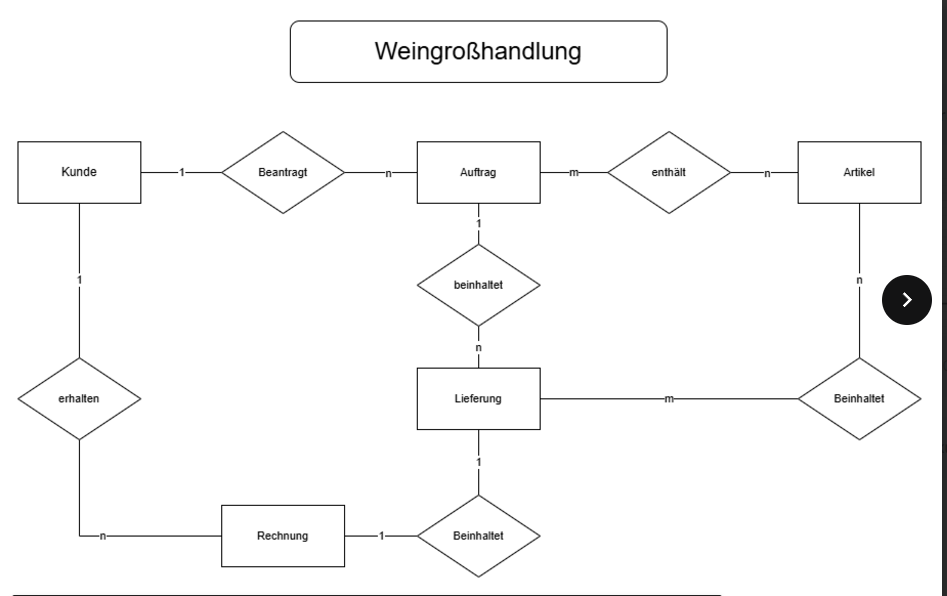 Weingroßhandlung
Kunde
1
Beantragt
n
Auftrag
m
enthält
n
Artikel
1
1
n
beinhaltet
n
erhalten
Lieferung
m
Beinhaltet
1
n
Rechnung
1
Beinhaltet